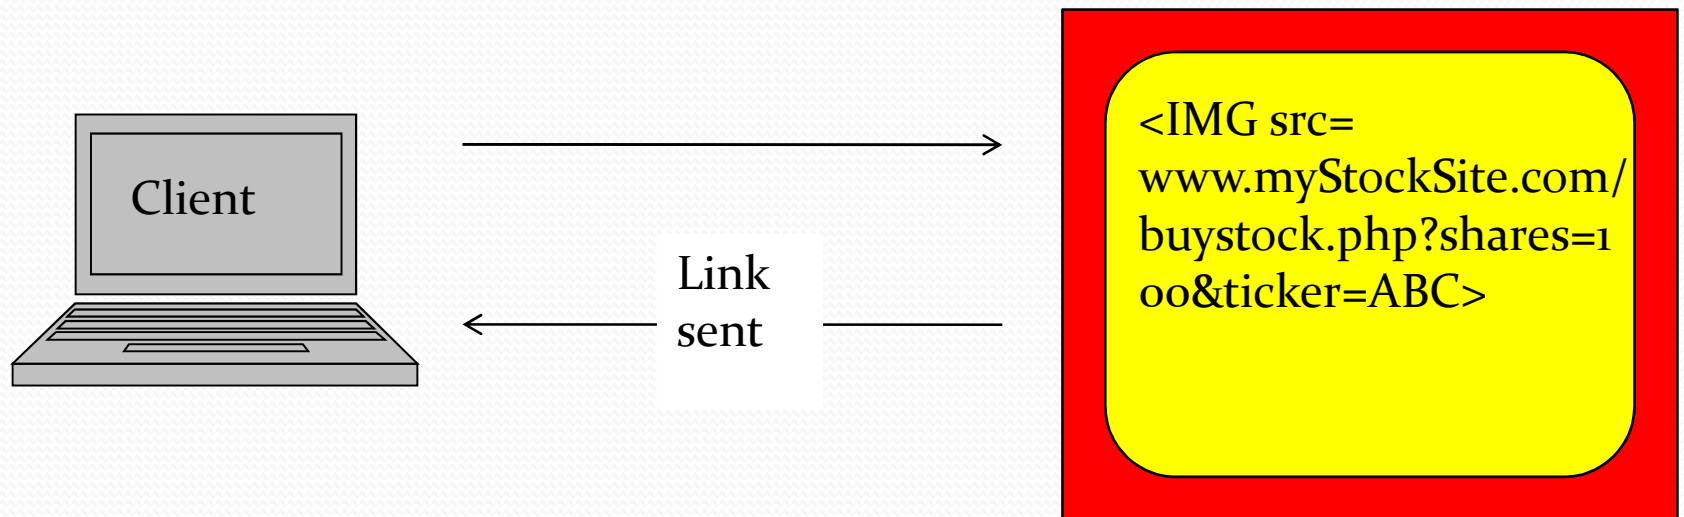 Client
Link
sent
<IMG src=
www.myStockSite.com/
buystock.php?shares=1
00&ticker=ABC>